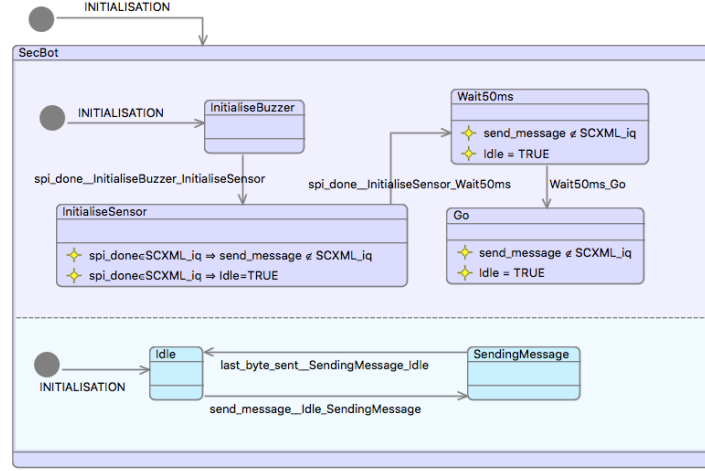 INITIALISATION
SecBot
INITIALISATION
InitialiseBuzzer
Wait50ms
send_message ∉ SCXML_iq
Idle = TRUE
spi_done__InitialiseBuzzer_InitialiseSensor
spi_done__InitialiseSensor_Wait50ms
Wait50ms_Go
InitialiseSensor
spi_done∈SCXML_iq ⇒ send_message ∉ SCXML_iq
spi_done∈SCXML_iq ⇒ Idle=TRUE
Go
send_message ∉ SCXML_iq
Idle = TRUE
Idle
SendingMessage
last_byte_sent__SendingMessage_Idle
INITIALISATION
send_message__Idle_SendingMessage